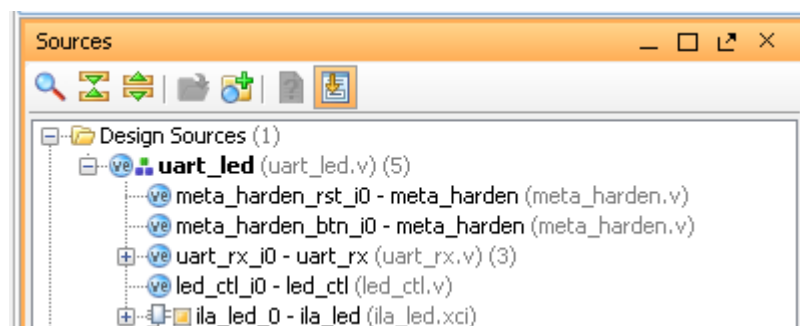 Sources
Design Sources (1)
uart_led (uart_led.v) (5)
meta_harden_rst_i0 - meta_harden (meta_harden.v)
meta_harden_btn_i0 - meta_harden (meta_harden.v)
uart_rx_i0 - uart_rx (uart_rx.v) (3)
led_ctl_i0 - led_ctl (led_ctl.v)
ila_led_0 - ila_led (ila_led.xci)